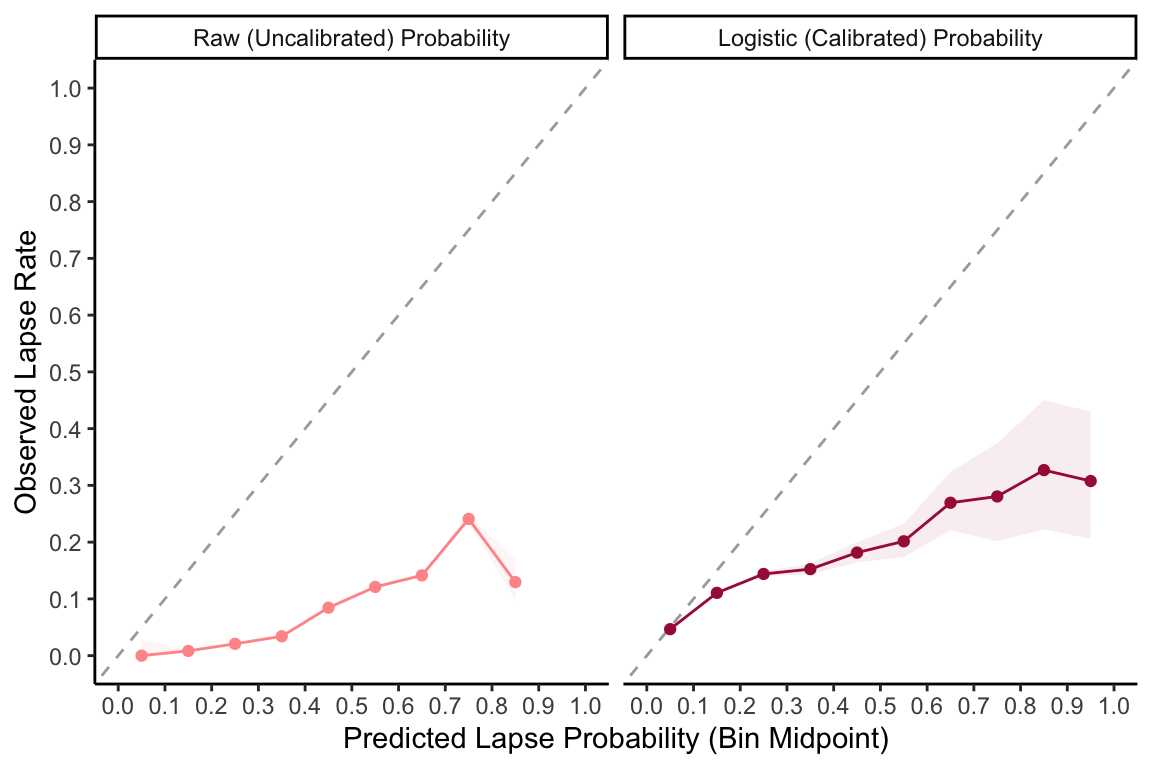 Raw (Uncalibrated) Probability
Logistic (Calibrated) Probability
Observed Lapse Rate
1.0
0.9
0.8
0.7
0.6
0.5
0.4
0.3
0.2
0.1
0.0
0.0 0.1 0.2 0.3 0.4 0.5 0.6 0.7 0.8 0.9 1.0
0.0 0.1 0.2 0.3 0.4 0.5 0.6 0.7 0.8 0.9 1.0
Predicted Lapse Probability (Bin Midpoint)